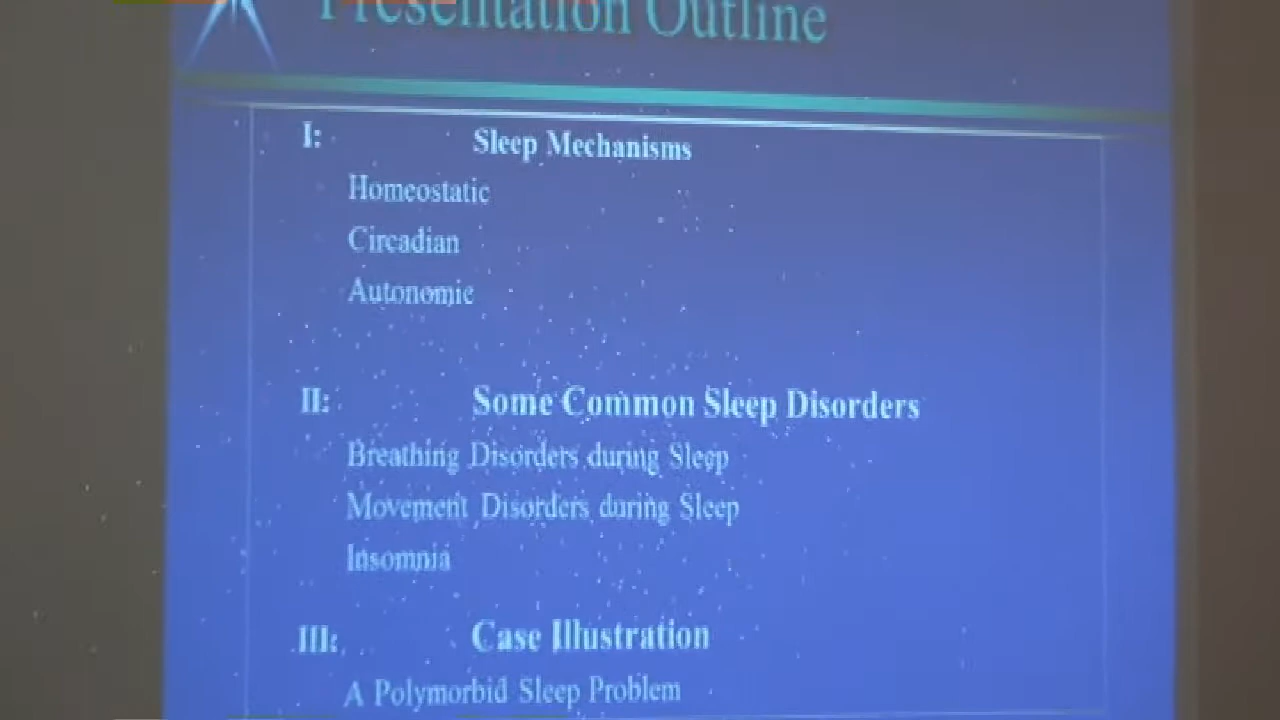 Presentation Outline
I: Sleep Mechanisms
Homeostatic
Circadian
Autonomic
II: Some Common Sleep Disorders
Breathing Disorders during Sleep
Movement Disorders during Sleep
Insomnia
III: Case Illustration
A Polymorbid Sleep Problem